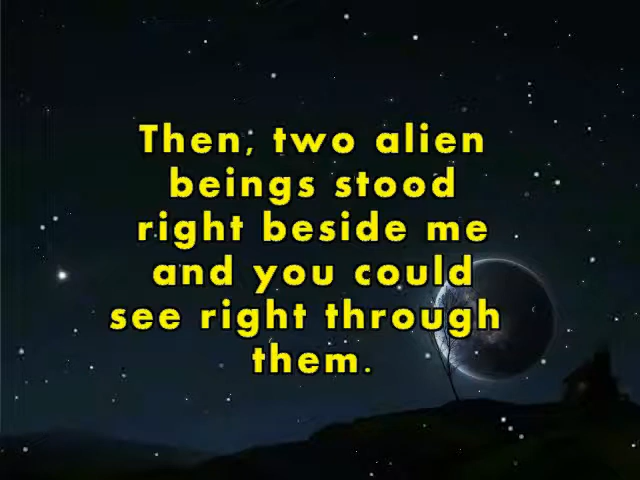 Then, two alien
beings stood
right beside me
and you could
see right through
them.